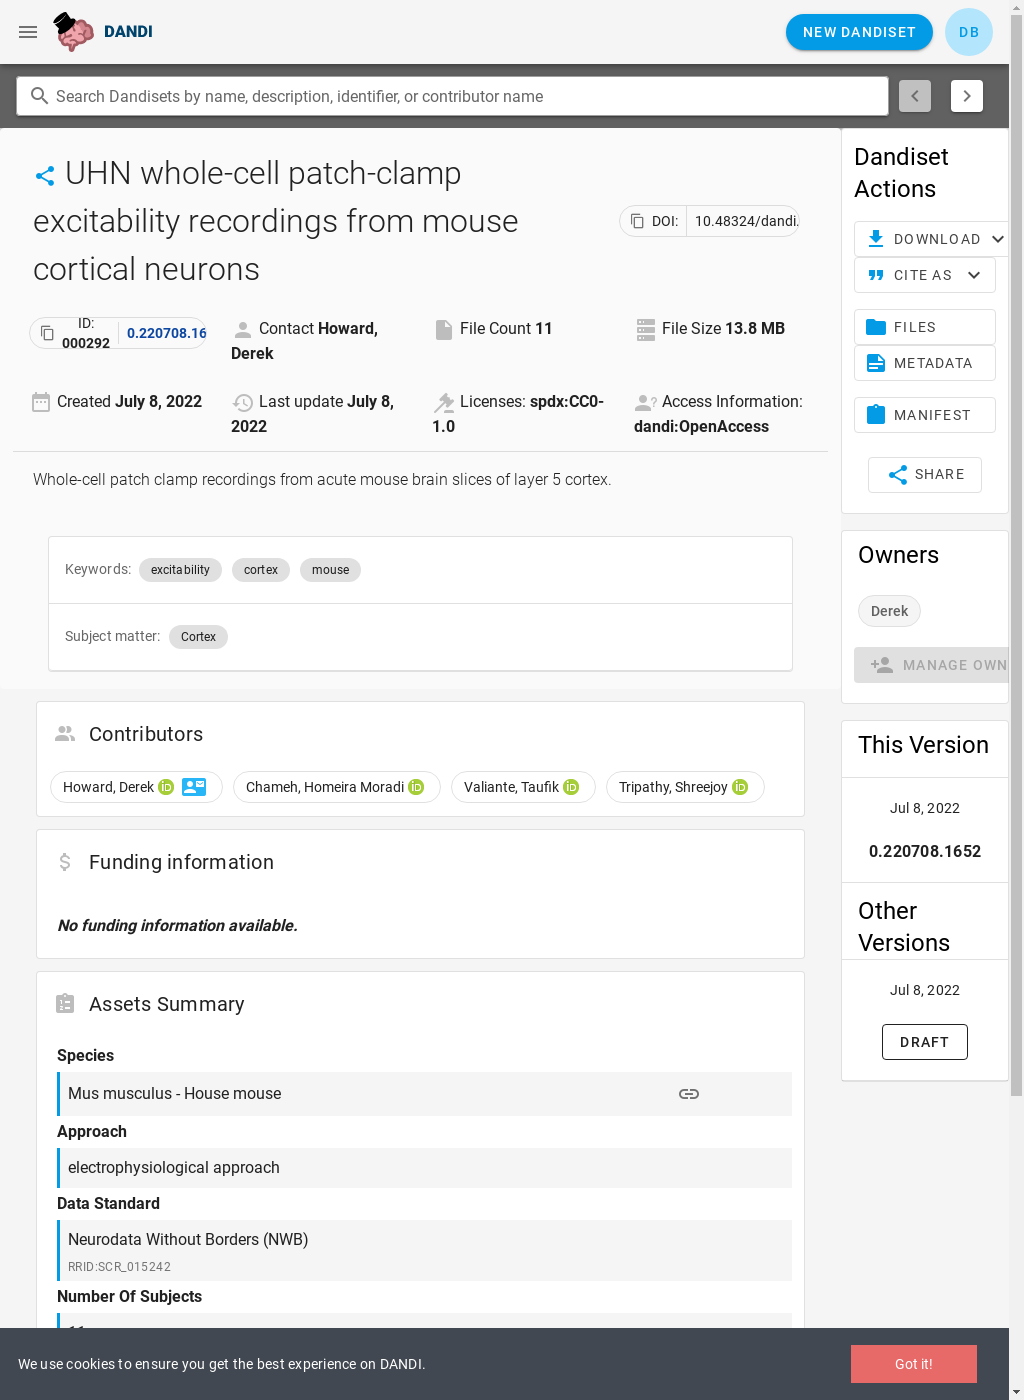 DANDI
NEW DANDISET
DB
Search Dandisets by name, description, identifier, or contributor name
UHN whole-cell patch-clamp
excitability recordings from mouse
cortical neurons
DOI: 10.48324/dandi.
ID:
000292
0.220708.16
Contact Howard,
Derek
File Count 11
File Size 13.8 MB
Created July 8, 2022
Last update July 8,
2022
Licenses: spdx:CC0-
1.0
Access Information:
dandi:OpenAccess
Whole-cell patch clamp recordings from acute mouse brain slices of layer 5 cortex.
Keywords: excitability cortex mouse
Subject matter: Cortex
Contributors
Howard, Derek
Chameh, Homeira Moradi
Valiante, Taufik
Tripathy, Shreejoy
Funding information
No funding information available.
Assets Summary
Species
Mus musculus - House mouse
Approach
electrophysiological approach
Data Standard
Neurodata Without Borders (NWB)
RRID:SCR_015242
Number Of Subjects
Dandiset
Actions
DOWNLOAD
CITE AS
FILES
METADATA
MANIFEST
SHARE
Owners
Derek
MANAGE OWN
This Version
Jul 8, 2022
0.220708.1652
Other
Versions
Jul 8, 2022
DRAFT
We use cookies to ensure you get the best experience on DANDI.
Got it!